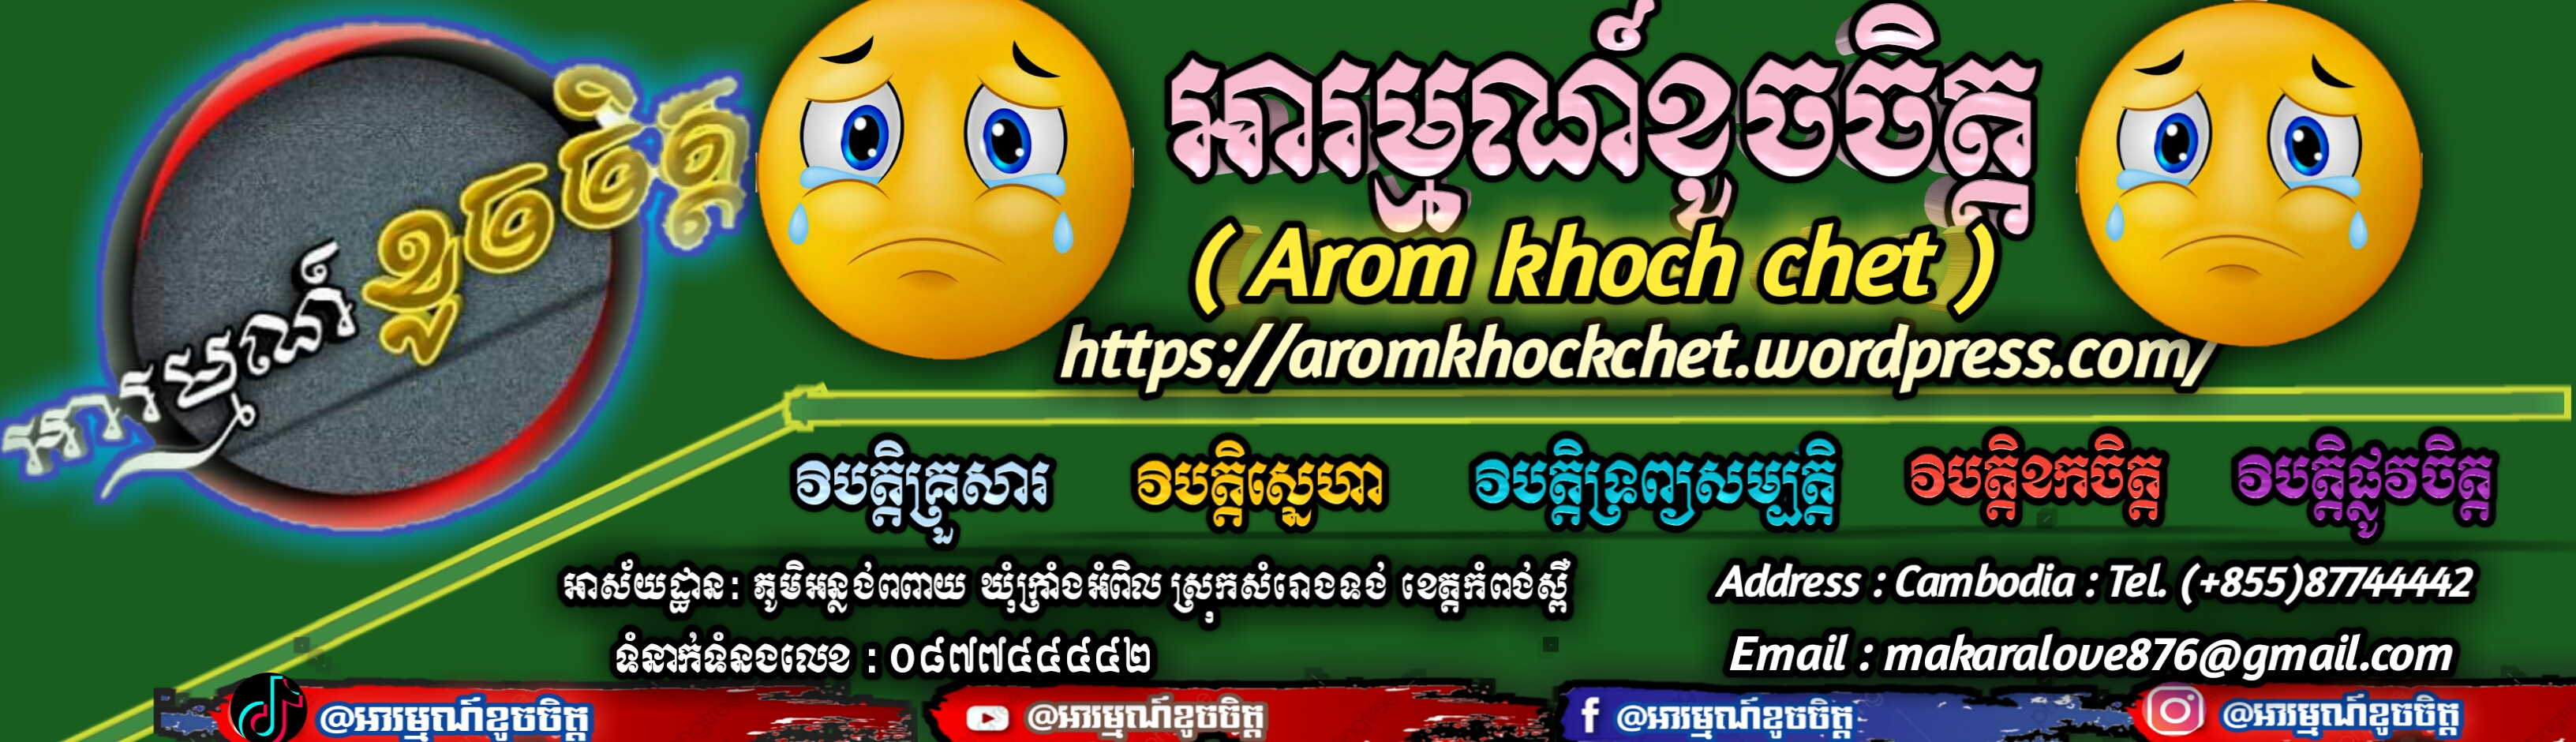 អារម្មណ៍ខូចចិត្ត
អារម្មណ៍ខូចចិត្ត
( Arom khoch chet )
https://aromkhockchet.wordpress.com/
វិបត្តិគ្រួសារ វិបត្តិស្នេហា វិបត្តិទ្រព្យសម្បត្តិ វិបត្តិខកចិត្ត វិបត្តិផ្លូវចិត្ត
អាស័យដ្ឋាន: ភូមិអន្លង់ពពាយ ឃុំក្រាំងអំពិល ស្រុកសំរោងទង់ ខេត្តកំពង់ស្ពឺ
Address : Cambodia : Tel. (+855)87744442
ទំនាក់ទំនងលេខ : ០៨៧៧៤៤៤៤២
Email : makaralove876@gmail.com
@អារម្មណ៍ខូចចិត្ត @អារម្មណ៍ខូចចិត្ត @អារម្មណ៍ខូចចិត្ត @អារម្មណ៍ខូចចិត្ត